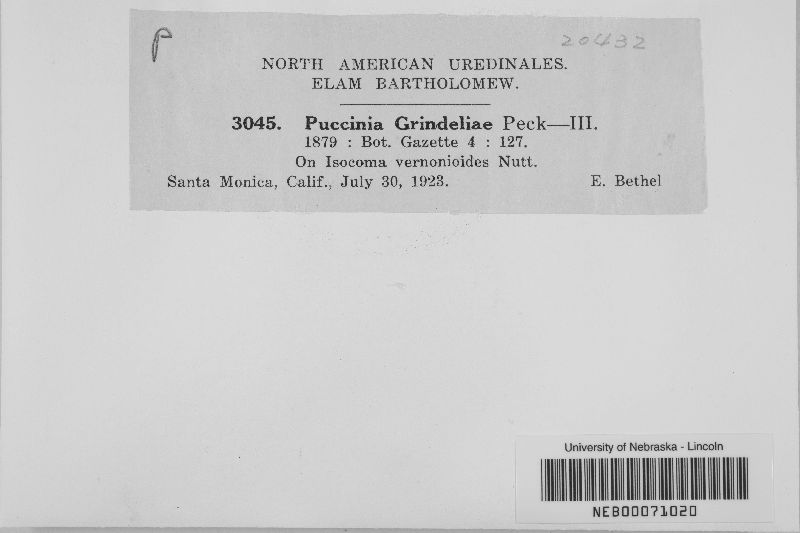 P
20432
NORTH AMERICAN UREDINALES.
ELAM BARTHOLOMEW.
3045. Puccinia Grindeliae Peck—III.
1879 : Bot. Gazette 4 : 127.
On Isocoma vernonioides Nutt.
Santa Monica, Calif., July 30, 1923. E. Bethel
University of Nebraska - Lincoln
NEB00071020